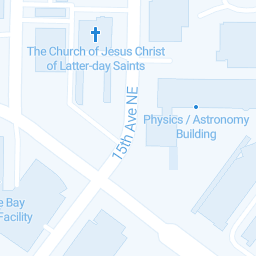 The Church of Jesus Christ
of Latter-day Saints
15th Ave NE
Physics / Astronomy
Building
Bay
Facility